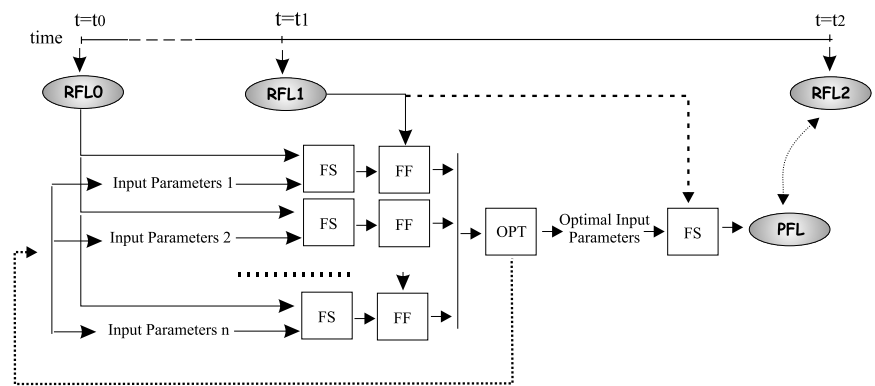 t=t0
t=t1
t=t2
time
RFL0
RFL1
RFL2
FS
FF
Input Parameters 1
FS
FF
Input Parameters 2
OPT
Optimal Input
Parameters
FS
PFL
FS
FF
Input Parameters n